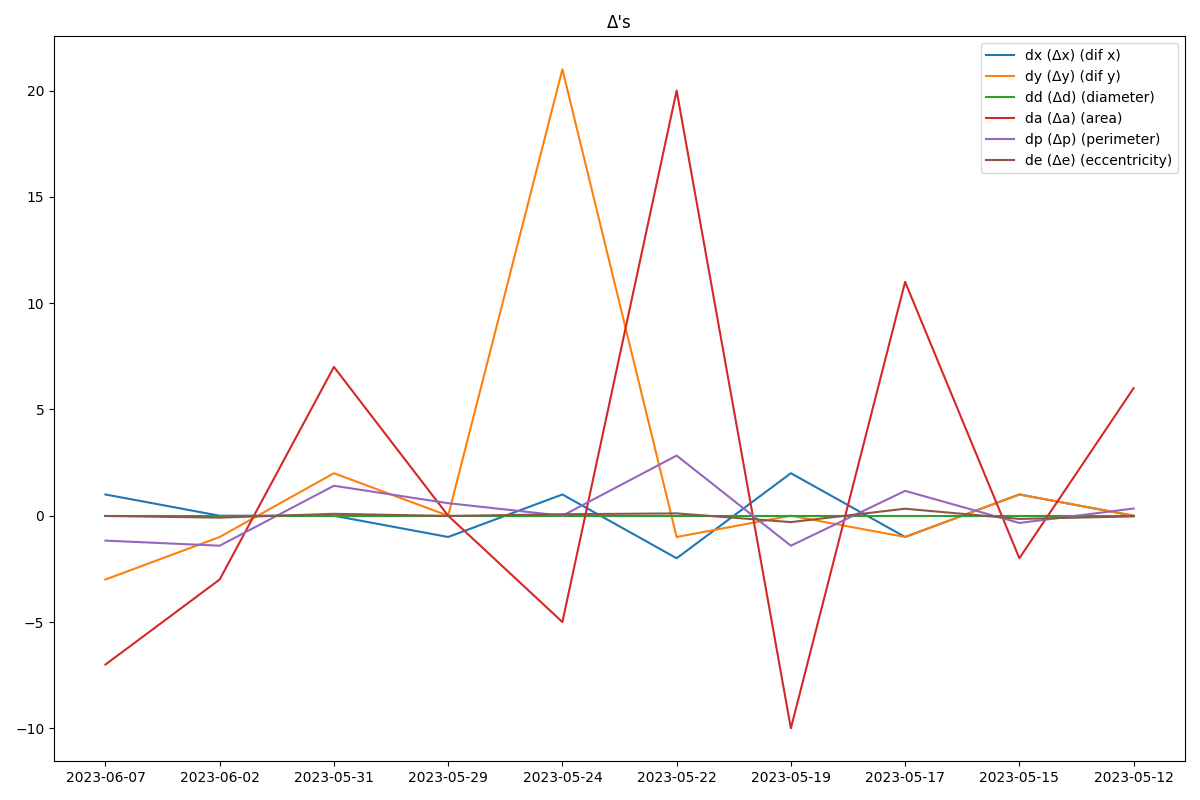 Δ's
dx (Δx) (dif x)
dy (Δy) (dif y)
dd (Δd) (diameter)
da (Δa) (area)
dp (Δp) (perimeter)
de (Δe) (eccentricity)
20
15
10
5
0
−5
−10
2023-06-07 2023-06-02 2023-05-31 2023-05-29 2023-05-24 2023-05-22 2023-05-19 2023-05-17 2023-05-15 2023-05-12